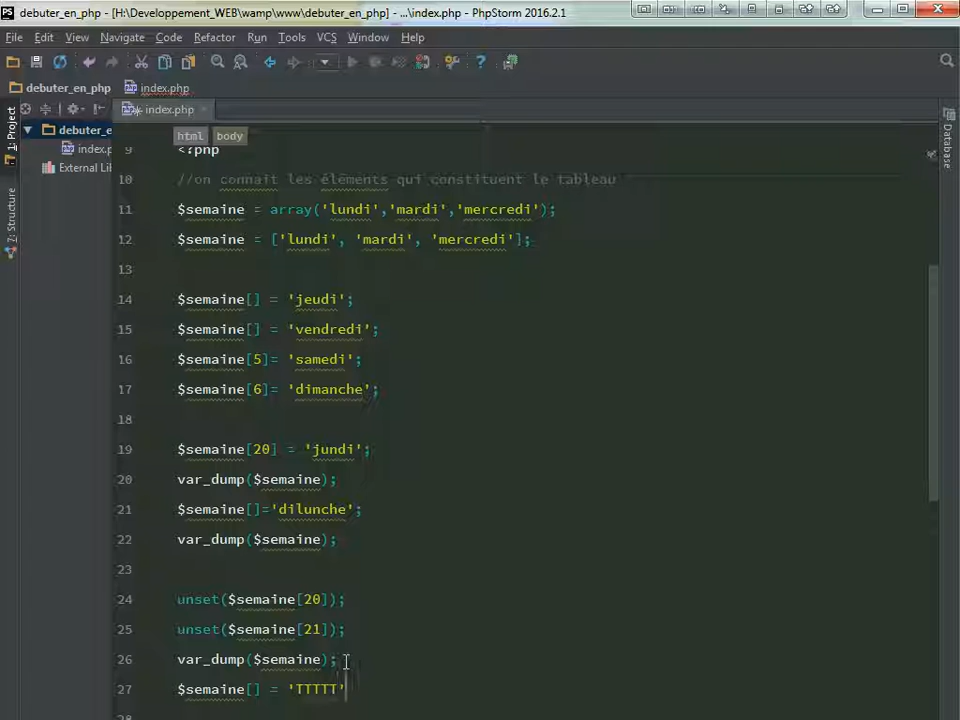 debuter_en_php - [H:\Developpement_WEB\wamp\www\debuter_en_php] - ...\index.php - PhpStorm 2016.2.1
File Edit View Navigate Code Refactor Run Tools VCS Window Help
debuter_en_php index.php
index.php
1: Project
debuter_e
index.p
External Lib
7: Structure
Database
html body
9 <?php
10 //on connait les éléments qui constituent le tableau
11 $semaine = array('lundi','mardi','mercredi');
12 $semaine = ['lundi', 'mardi', 'mercredi'];
13
14 $semaine[] = 'jeudi';
15 $semaine[] = 'vendredi';
16 $semaine[5]= 'samedi';
17 $semaine[6]= 'dimanche';
18
19 $semaine[20] = 'jundi';
20 var_dump($semaine);
21 $semaine[]='dilunche';
22 var_dump($semaine);
23
24 unset($semaine[20]);
25 unset($semaine[21]);
26 var_dump($semaine);
27 $semaine[] = 'TTTTT'
28